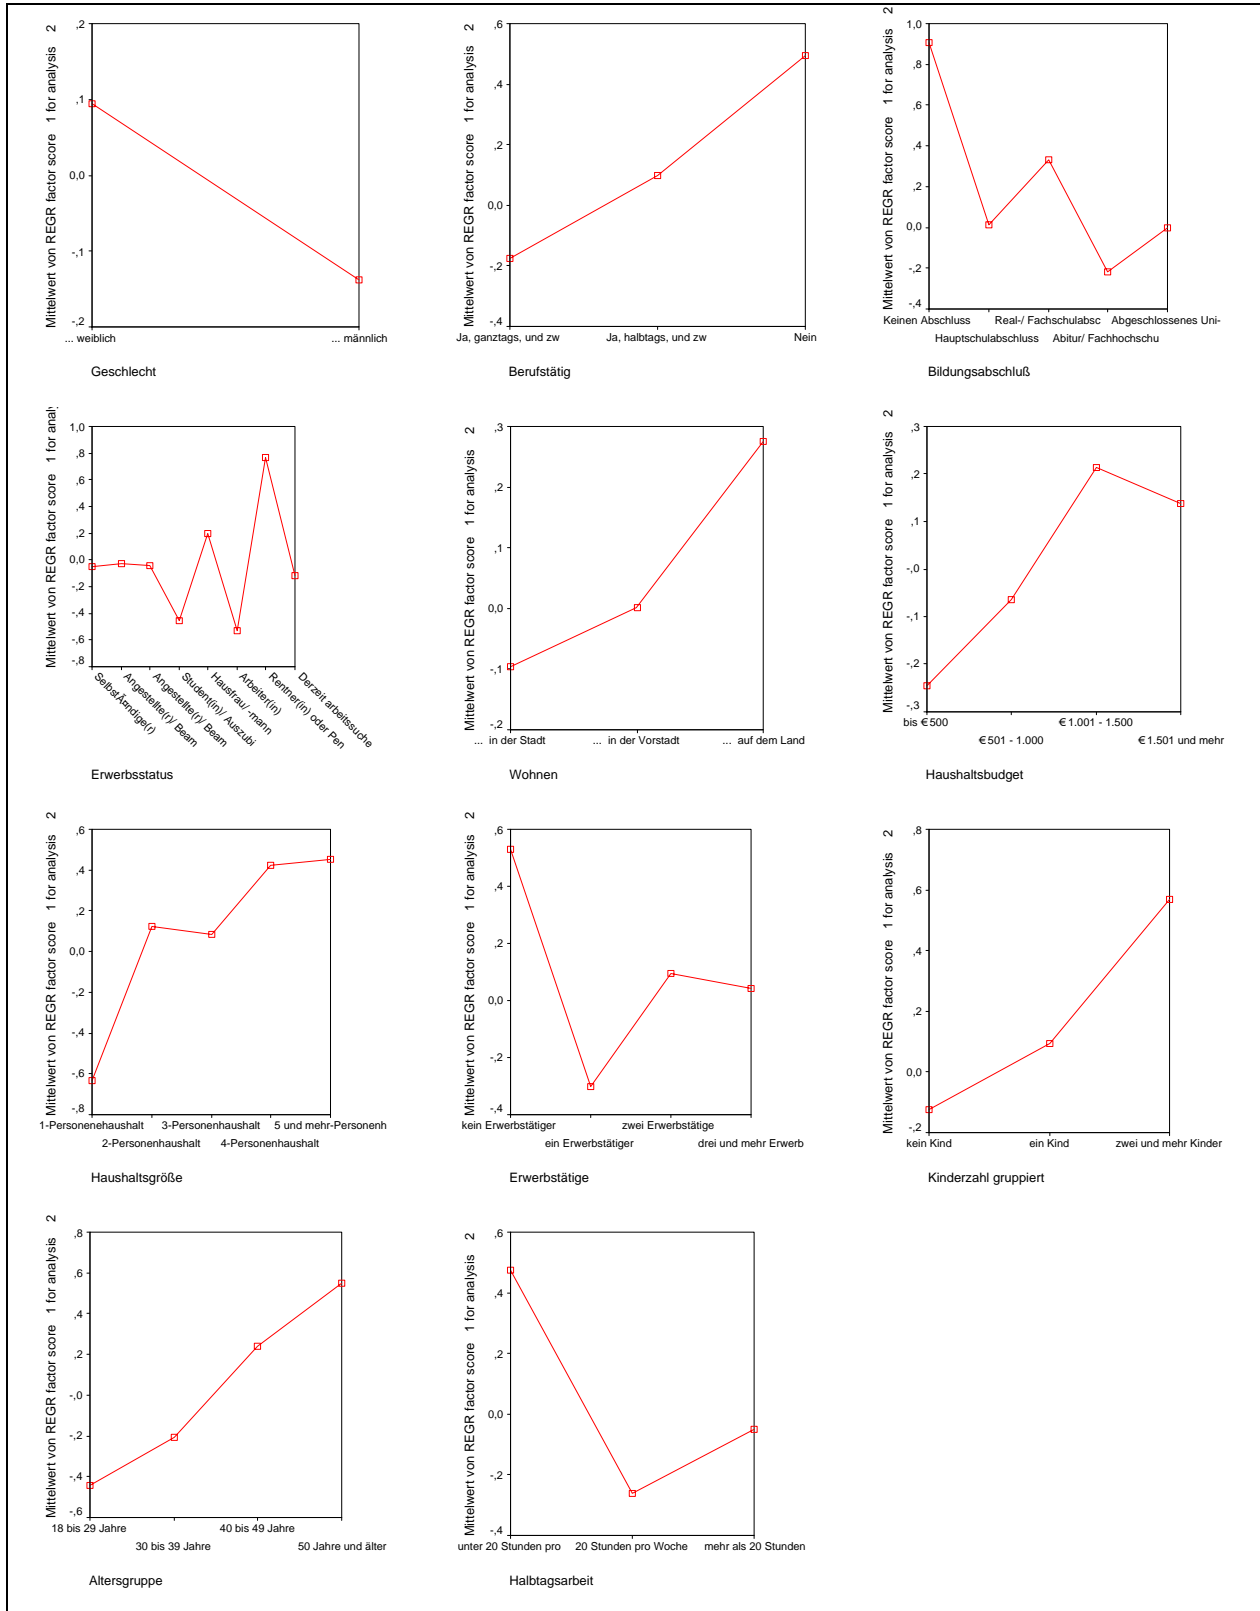 Mittelwert von REGR factor score 1 for analysis 2
,2
,1
0,0
-,1
-,2
... weiblich
... männlich
Geschlecht
Mittelwert von REGR factor score 1 for analysis 2
,6
,4
,2
0,0
-,2
-,4
Ja, ganztags, und zw
Ja, halbtags, und zw
Nein
Berufstätig
Mittelwert von REGR factor score 1 for analysis 2
1,0
,8
,6
,4
,2
0,0
-,2
-,4
Keinen Abschluss
Real-/ Fachschulabsc
Abgeschlossenes Uni-
Hauptschulabschluss
Abitur/ Fachhochschu
Bildungsabschluß
Mittelwert von REGR factor score 1 for anal
1,0
,8
,6
,4
,2
0,0
-,2
-,4
-,6
-,8
SelbstÃ¤ndige(r)
Angestellte(r)/ Beam
Angestellte(r)/ Beam
Student(in)/ Auszubi
Hausfrau/ -mann
Arbeiter(in)
Rentner(in) oder Pen
Derzeit arbeitssuche
Erwerbsstatus
Mittelwert von REGR factor score 1 for analysis 2
,3
,2
,1
0,0
-,1
-,2
... in der Stadt
... in der Vorstadt
... auf dem Land
Wohnen
Mittelwert von REGR factor score 1 for analysis 2
,3
,2
,1
-,0
-,1
-,2
-,3
bis €500
€1.001 - 1.500
€501 - 1.000
€1.501 und mehr
Haushaltsbudget
Mittelwert von REGR factor score 1 for analysis 2
,6
,4
,2
0,0
-,2
-,4
-,6
-,8
1-Personenehaushalt
3-Personenhaushalt
5 und mehr-Personenh
2-Personenhaushalt
4-Personenhaushalt
Haushaltsgröße
Mittelwert von REGR factor score 1 for analysis 2
,6
,4
,2
0,0
-,2
-,4
kein Erwerbstätiger
zwei Erwerbstätige
ein Erwerbstätiger
drei und mehr Erwerb
Erwerbstätige
Mittelwert von REGR factor score 1 for analysis 2
,8
,6
,4
,2
0,0
-,2
kein Kind
ein Kind
zwei und mehr Kinder
Kinderzahl gruppiert
Mittelwert von REGR factor score 1 for analysis 2
,8
,6
,4
,2
-,0
-,2
-,4
-,6
18 bis 29 Jahre
40 bis 49 Jahre
30 bis 39 Jahre
50 Jahre und älter
Altersgruppe
Mittelwert von REGR factor score 1 for analysis 2
,6
,4
,2
0,0
-,2
-,4
unter 20 Stunden pro
20 Stunden pro Woche
mehr als 20 Stunden
Halbtagsarbeit